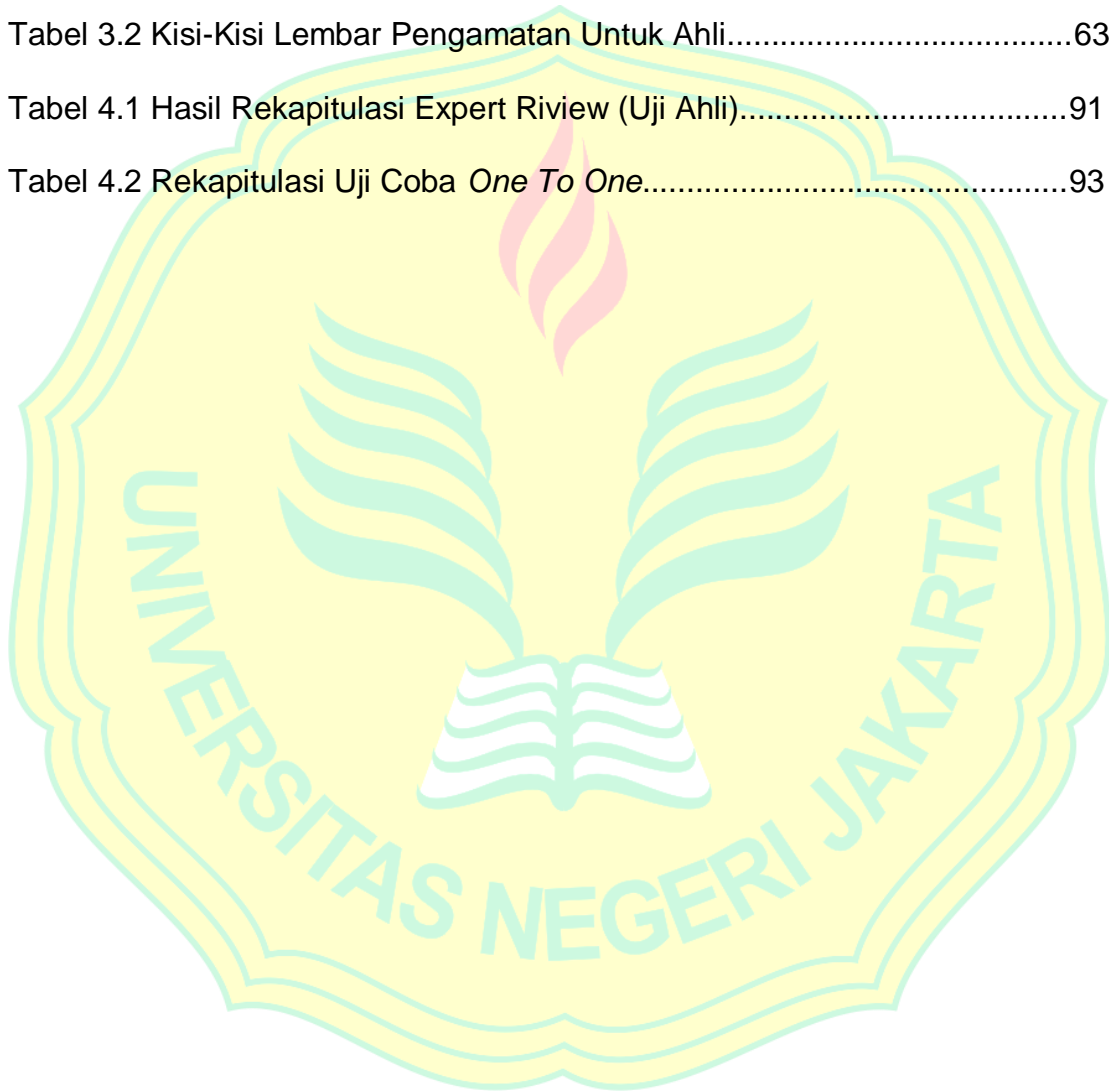 Tabel 3.2 Kisi-Kisi Lembar Pengamatan Untuk Ahli...................................63
Tabel 4.1 Hasil Rekapitulasi Expert Riview (Uji Ahli).................................91
Tabel 4.2 Rekapitulasi Uji Coba One To One...........................................93
UNIVERSITAS NEGERI JAKARTA